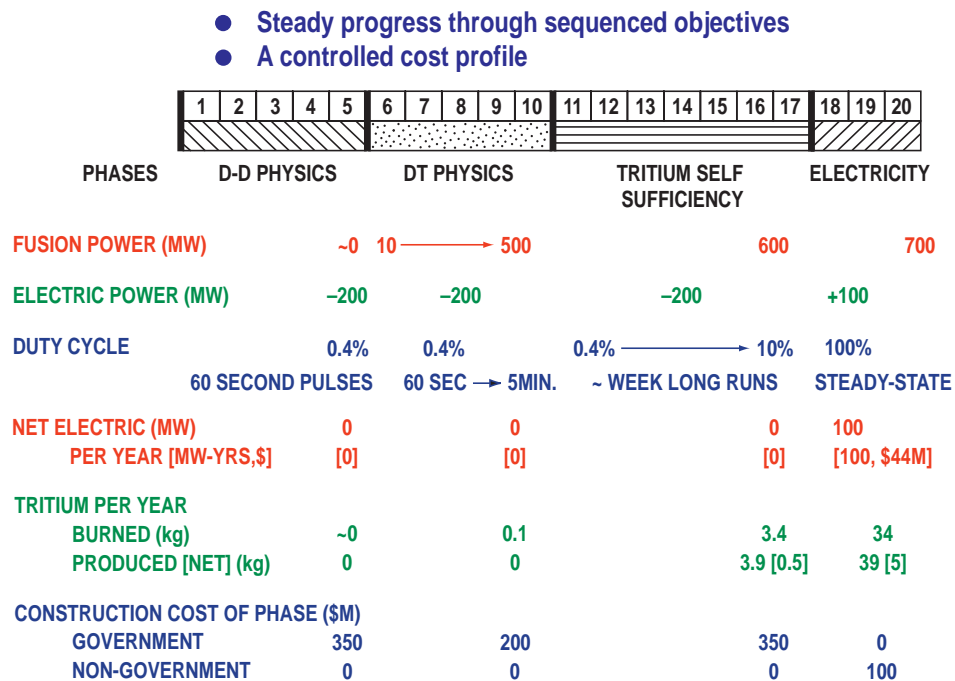 ● Steady progress through sequenced objectives
● A controlled cost profile
1 2 3 4 5 6 7 8 9 10 11 12 13 14 15 16 17 18 19 20
PHASES D-D PHYSICS DT PHYSICS TRITIUM SELF SUFFICIENCY ELECTRICITY
FUSION POWER (MW) ~0 10 → 500 600 700
ELECTRIC POWER (MW) –200 –200 –200 +100
DUTY CYCLE 0.4% 0.4% 0.4% → 10% 100%
60 SECOND PULSES 60 SEC → 5MIN. ~ WEEK LONG RUNS STEADY-STATE
NET ELECTRIC (MW) 0 0 0 100
PER YEAR [MW-YRS,$] [0] [0] [0] [100, $44M]
TRITIUM PER YEAR
BURNED (kg) ~0 0.1 3.4 34
PRODUCED [NET] (kg) 0 0 3.9 [0.5] 39 [5]
CONSTRUCTION COST OF PHASE ($M)
GOVERNMENT 350 200 350 0
NON-GOVERNMENT 0 0 0 100